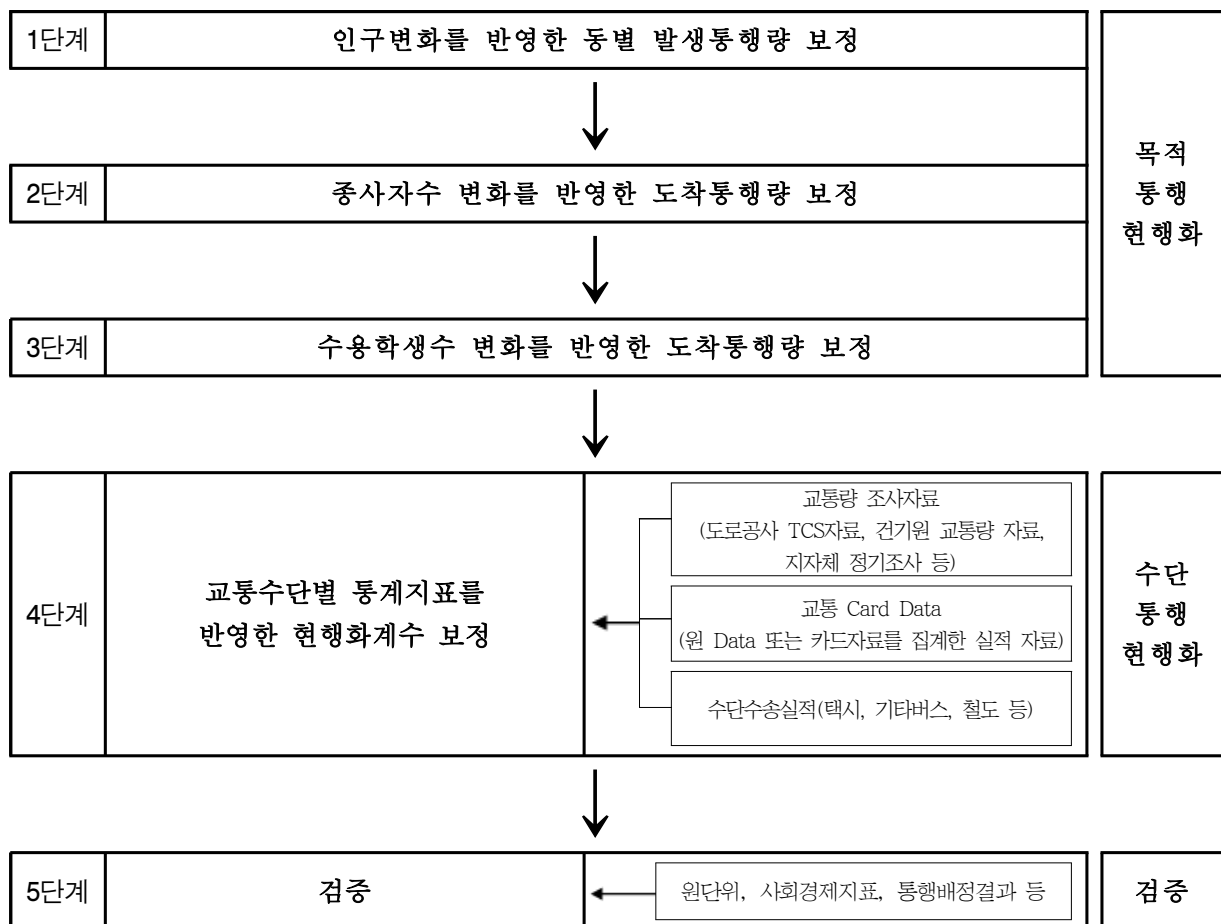 1단계
인구변화를 반영한 동별 발생통행량 보정
2단계
종사자수 변화를 반영한 도착통행량 보정
3단계
수용학생수 변화를 반영한 도착통행량 보정
목적
통행
현행화
4단계
교통수단별 통계지표를
반영한 현행화계수 보정
교통량 조사자료
(도로공사 TCS자료, 건기원 교통량 자료,
지자체 정기조사 등)
교통 Card Data
(원 Data 또는 카드자료를 집계한 실적 자료)
수단수송실적(택시, 기타버스, 철도 등)
수단
통행
현행화
5단계
검증
원단위, 사회경제지표, 통행배정결과 등
검증